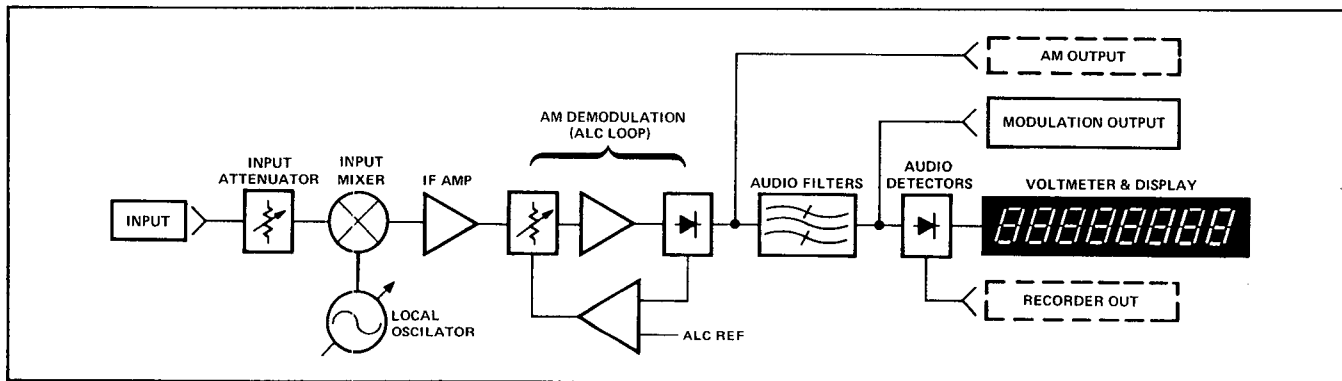 AM OUTPUT
AM DEMODULATION
(ALC LOOP)
MODULATION OUTPUT
INPUT
ATTENUATOR
INPUT
MIXER
IF AMP
AUDIO FILTERS
AUDIO
DETECTORS
VOLTMETER & DISPLAY
INPUT
88888888
LOCAL
OSCILATOR
ALC REF
RECORDER OUT